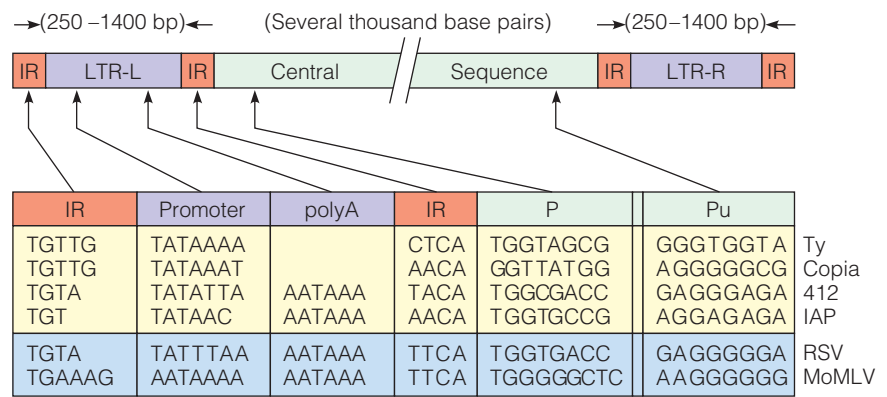 (250 –1400 bp) (Several thousand base pairs) (250–1400 bp)
IR LTR-L IR Central Sequence IR LTR-R IR
IR Promoter polyA IR P Pu
TGTTG TATAAAA CTCA TGGTAGCG GGGTGGTA Ty
TGTTG TATAAAT AACA GGTTATGG AGGGGGCG Copia
TGTA TATATTA AATAAA TACA TGGCGACC GAGGGAGA 412
TGT TATAAC AATAAA AACA TGGTGCCG AGGAGAGA IAP
TGTA TATTTAA AATAAA TTCA TGGTGACC GAGGGGGA RSV
TGAAAG AATAAAA AATAAA TTCA TGGGGGCTC AAGGGGGG MoMLV